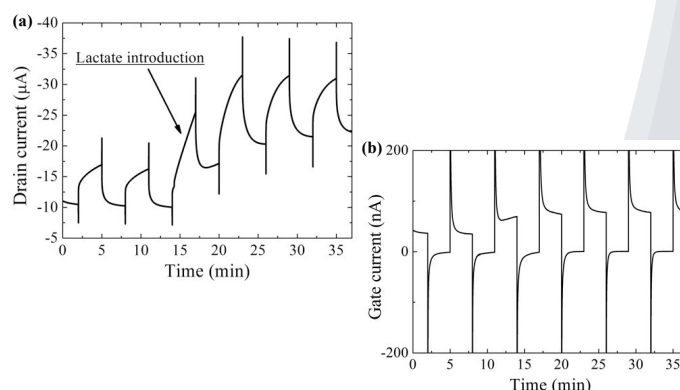 (a)
-40
-35
-30
-25
-20
-15
-10
-5
Drain current (μA)
Lactate introduction
0 5 10 15 20 25 30 35
Time (min)
(b)
200
0
-200
Gate current (nA)
0 5 10 15 20 25 30 35
Time (min)